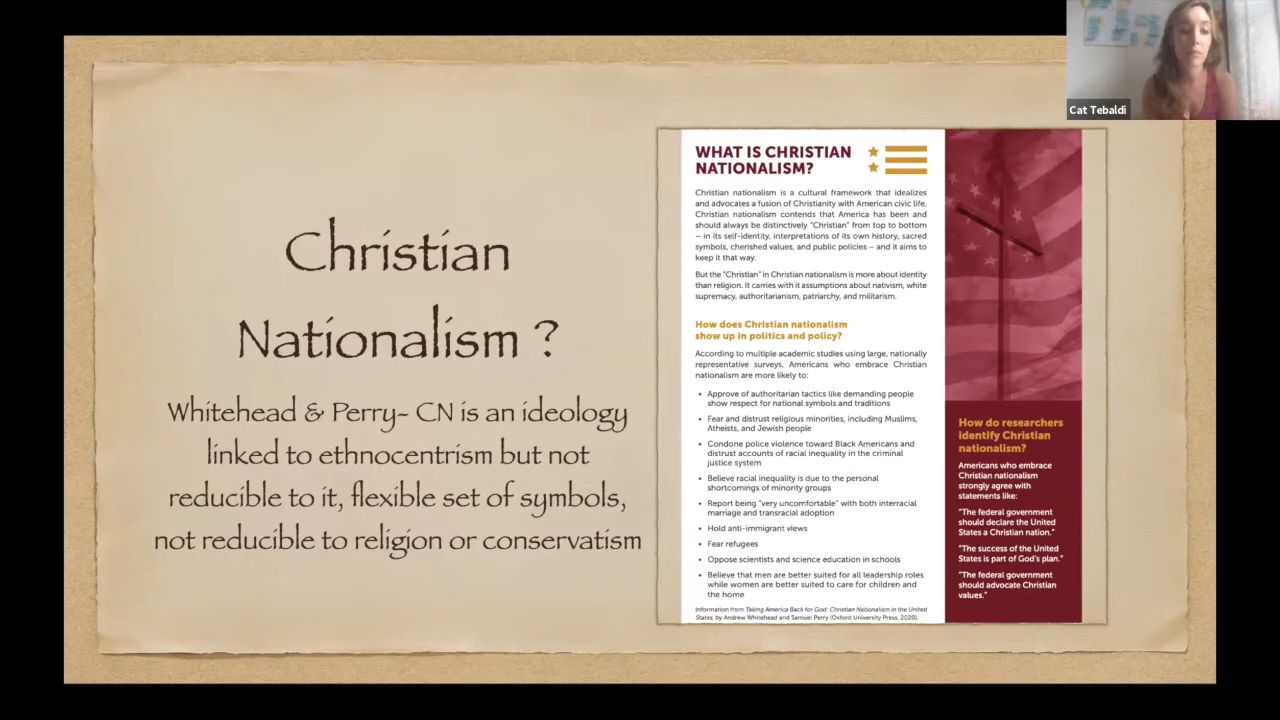 Cat Tebaldi
Christian
Nationalism ?
Whitehead & Perry- CN is an ideology
linked to ethnocentrism but not
reducible to it, flexible set of symbols,
not reducible to religion or conservatism
WHAT IS CHRISTIAN
NATIONALISM?
Christian nationalism is a cultural framework that idealizes
and advocates a fusion of Christianity with American civic life.
Christian nationalism contends that America has been and
should always be distinctively “Christian” from top to bottom
– in its self-identity, interpretations of its own history, sacred
symbols, cherished values, and public policies – and it aims to
keep it that way.
But the “Christian” in Christian nationalism is more about identity
than religion. It carries with it assumptions about nativism, white
supremacy, authoritarianism, patriarchy, and militarism.
How does Christian nationalism
show up in politics and policy?
According to multiple academic studies using large, nationally
representative surveys, Americans who embrace Christian
nationalism are more likely to:
• Approve of authoritarian tactics like demanding people
show respect for national symbols and traditions
• Fear and distrust religious minorities, including Muslims,
Atheists, and Jewish people
• Condone police violence toward Black Americans and
distrust accounts of racial inequality in the criminal
justice system
• Believe racial inequality is due to the personal
shortcomings of minority groups
• Report being “very uncomfortable” with both interracial
marriage and transracial adoption
• Hold anti-immigrant views
• Fear refugees
• Oppose scientists and science education in schools
• Believe that men are better suited for all leadership roles
while women are better suited to care for children and
the home
Information from Taking America Back for God: Christian Nationalism in the United
States, by Andrew Whitehead and Samuel Perry (Oxford University Press, 2020).
How do researchers
identify Christian
nationalism?
Americans who embrace
Christian nationalism
strongly agree with
statements like:
“The federal government
should declare the United
States a Christian nation.”
“The success of the United
States is part of God’s plan.”
“The federal government
should advocate Christian
values.”